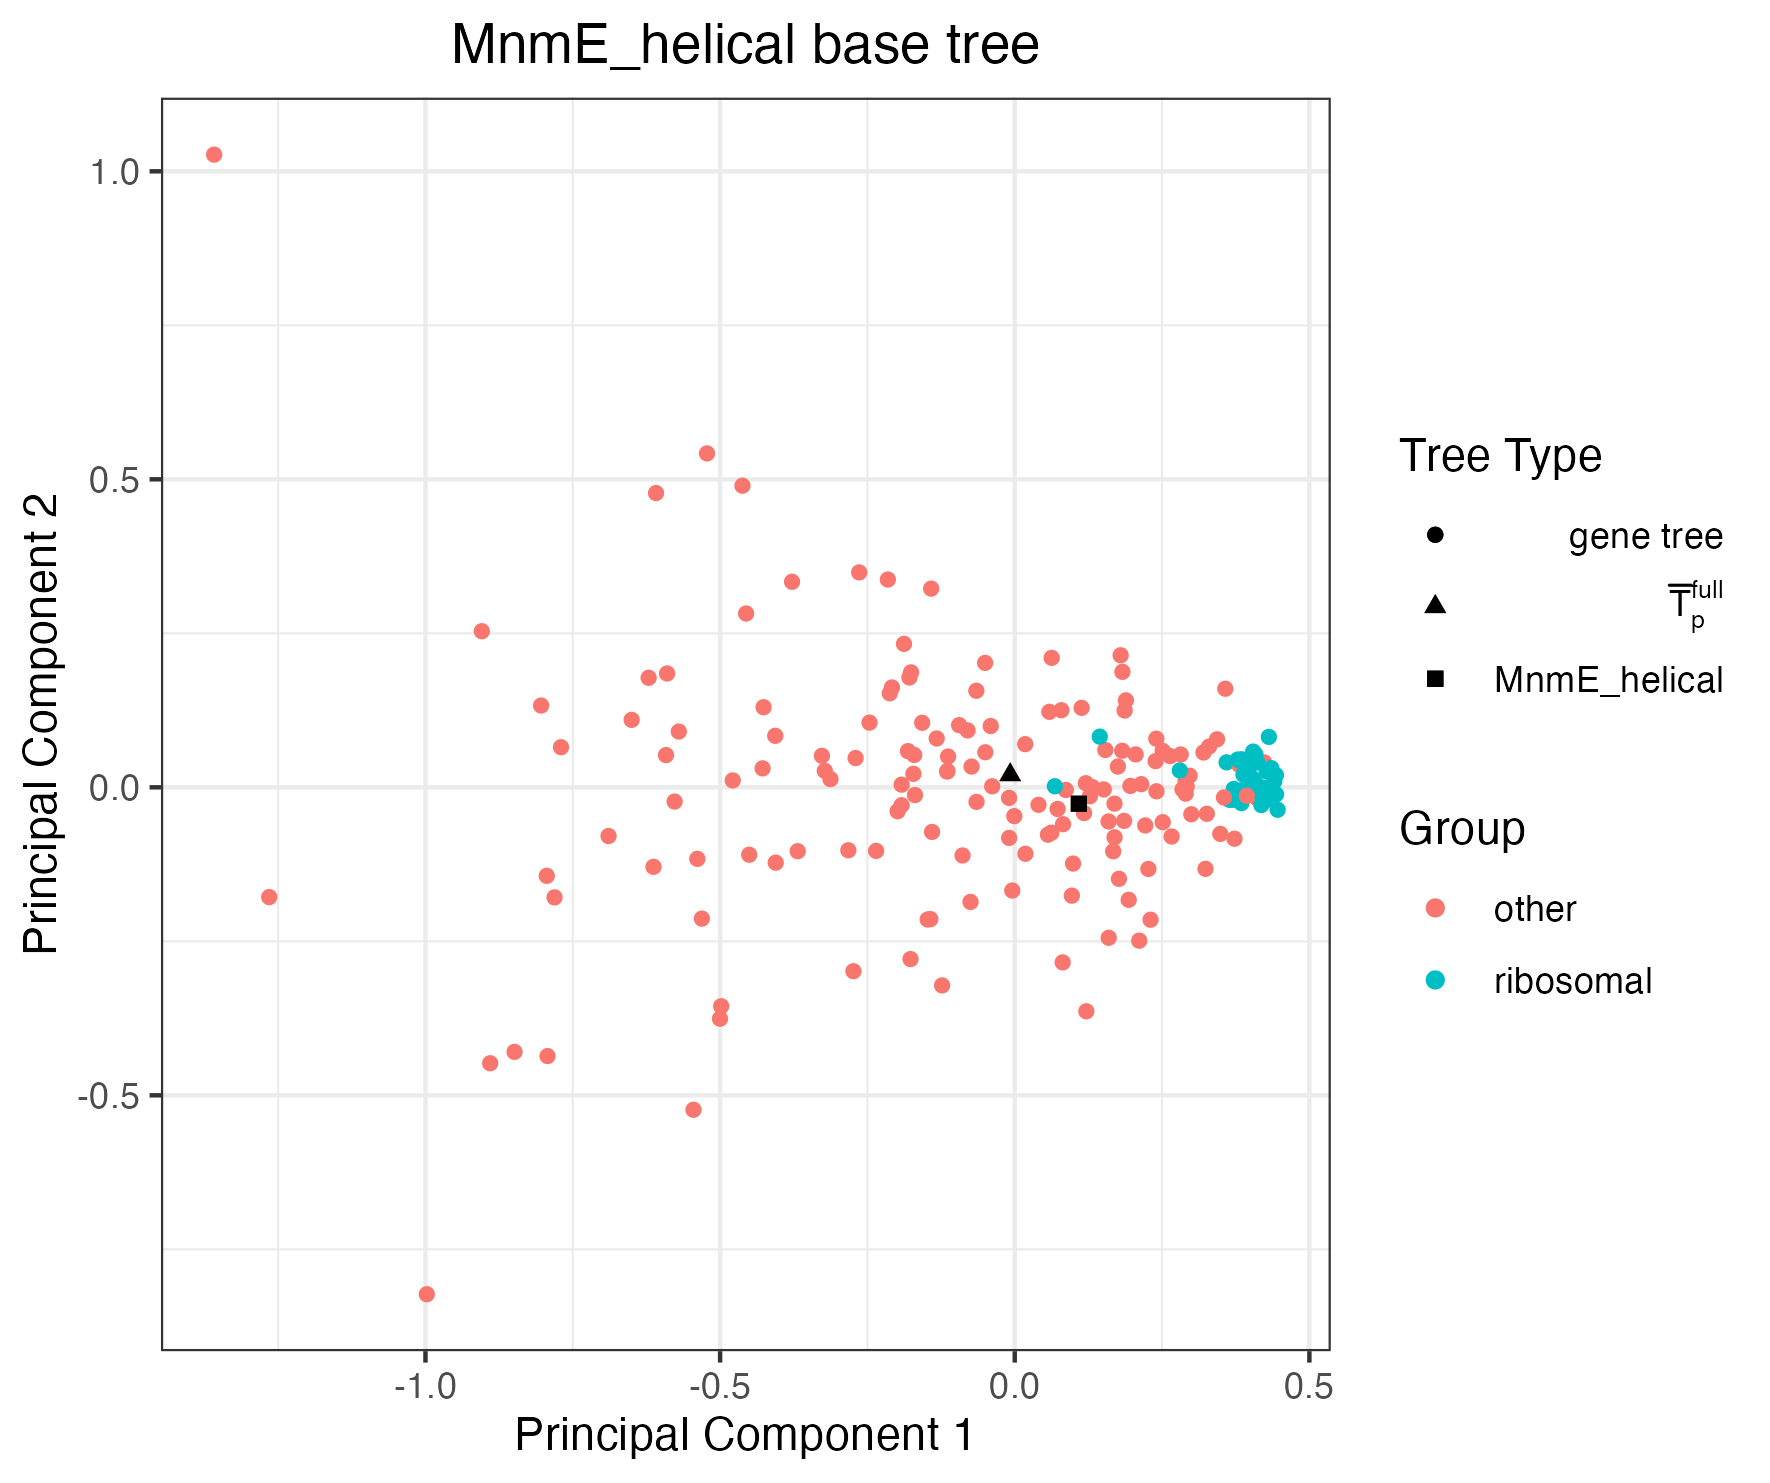 MnmE_helical base tree
1.0
0.5
0.0
-0.5
Principal Component 2
-1.0 -0.5 0.0 0.5
Principal Component 1
Tree Type
gene tree
T̅ₚᶠᵘˡˡ
MnmE_helical
Group
other
ribosomal